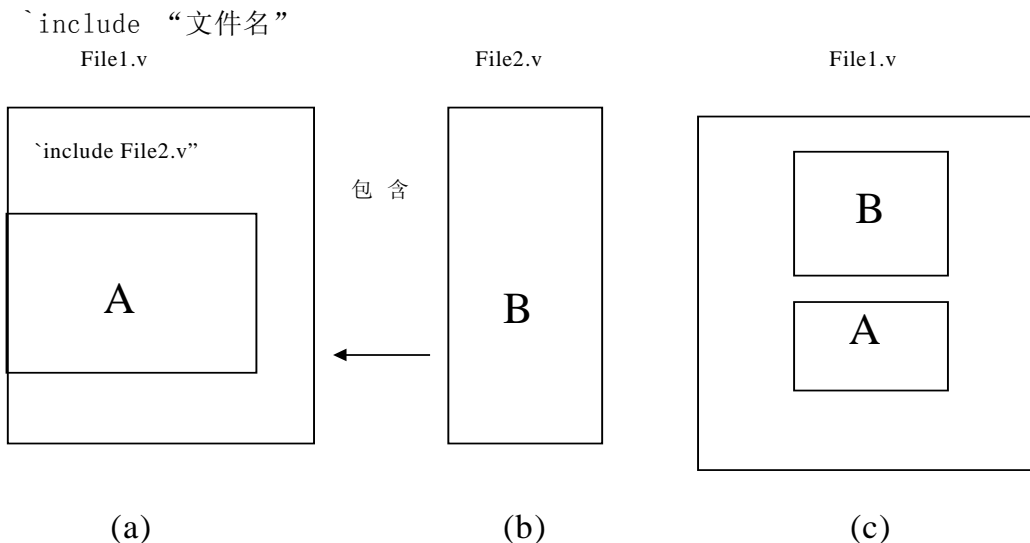 `include “文件名”
File1.v
File2.v
File1.v
`include File2.v”
包 含
A
B
B
A
(a)
(b)
(c)